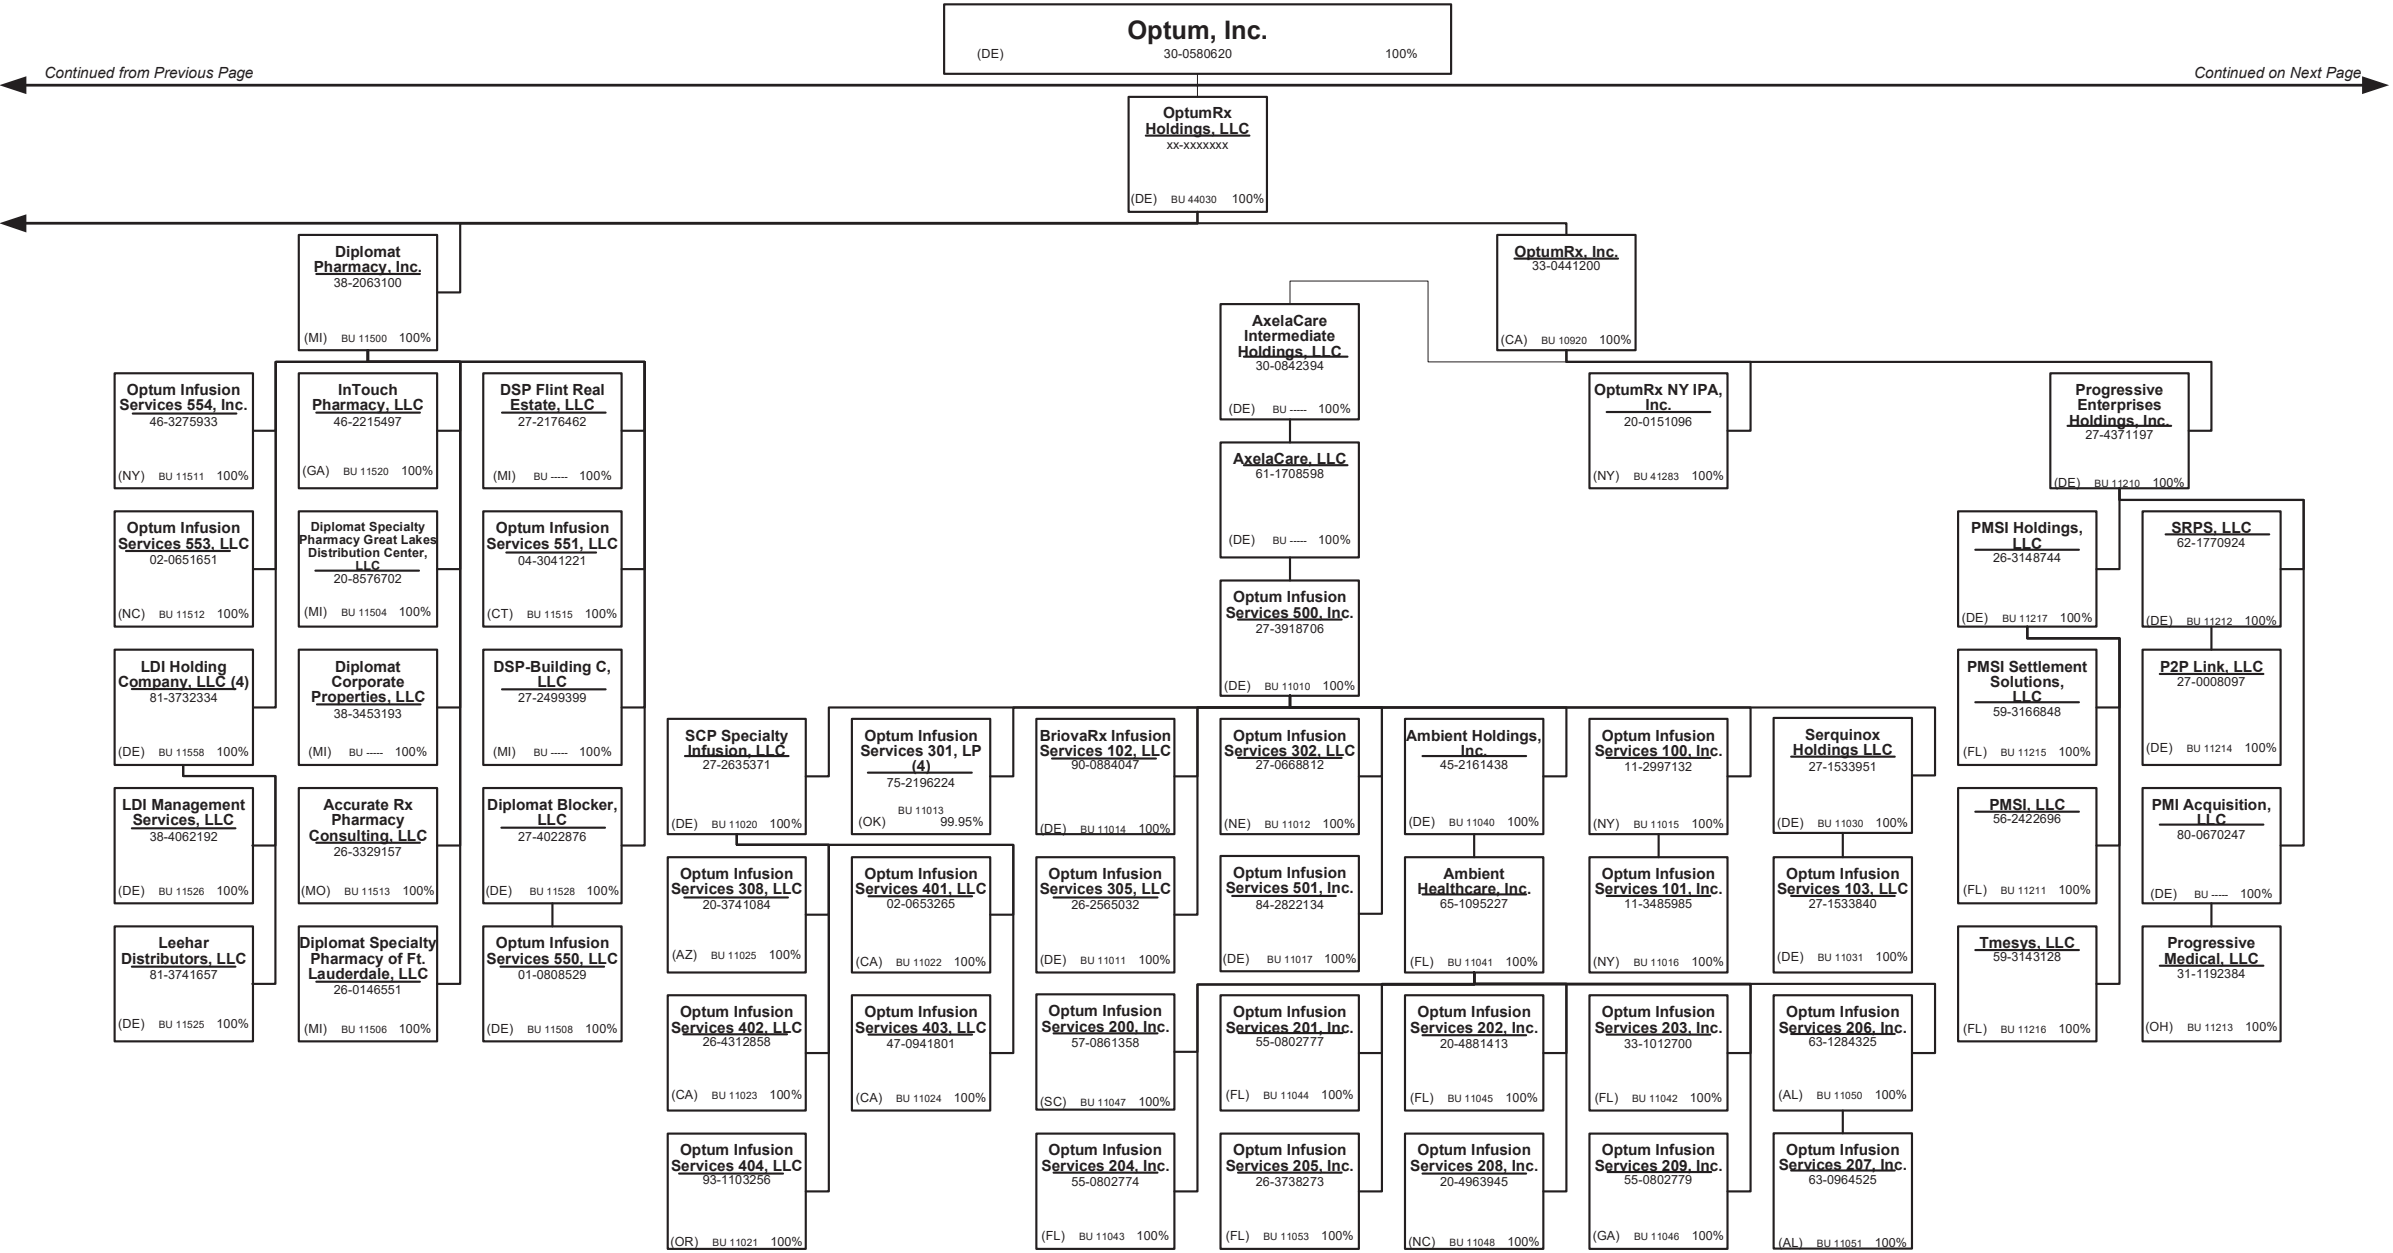 Optum, Inc.
(DE) 30-0580620 100%
Continued from Previous Page
Continued on Next Page
OptumRx
Holdings, LLC
xx-xxxxxxx
(DE) BU 44030 100%
Diplomat
Pharmacy, Inc.
38-2063100
(MI) BU 11500 100%
OptumRx, Inc.
33-0441200
(CA) BU 10920 100%
AxelaCare
Intermediate
Holdings, LLC
30-0842394
(DE) BU ----- 100%
Optum Infusion
Services 554, Inc.
46-3275933
(NY) BU 11511 100%
InTouch
Pharmacy, LLC
46-2215497
(GA) BU 11520 100%
DSP Flint Real
Estate, LLC
27-2176462
(MI) BU ----- 100%
OptumRx NY IPA,
Inc.
20-0151096
(NY) BU 41283 100%
Progressive
Enterprises
Holdings, Inc.
27-4371197
(DE) BU 11210 100%
AxelaCare, LLC
61-1708598
(DE) BU ----- 100%
Optum Infusion
Services 553, LLC
02-0651651
(NC) BU 11512 100%
Diplomat Specialty
Pharmacy Great Lakes
Distribution Center,
LLC
20-8576702
(MI) BU 11504 100%
Optum Infusion
Services 551, LLC
04-3041221
(CT) BU 11515 100%
PMSI Holdings,
LLC
26-3148744
(DE) BU 11217 100%
SRPS, LLC
62-1770924
(DE) BU 11212 100%
Optum Infusion
Services 500, Inc.
27-3918706
(DE) BU 11010 100%
LDI Holding
Company, LLC (4)
81-3732334
(DE) BU 11558 100%
Diplomat
Corporate
Properties, LLC
38-3453193
(MI) BU ----- 100%
DSP-Building C,
LLC
27-2499399
(MI) BU ----- 100%
PMSI Settlement
Solutions,
LLC
59-3166848
(FL) BU 11215 100%
P2P Link, LLC
27-0008097
(DE) BU 11214 100%
SCP Specialty
Infusion, LLC
27-2635371
(DE) BU 11020 100%
Optum Infusion
Services 301, LP
(4)
75-2196224
BU 11013
(OK) 99.95%
BriovaRx Infusion
Services 102, LLC
90-0884047
(DE) BU 11014 100%
Optum Infusion
Services 302, LLC
27-0668812
(NE) BU 11012 100%
Ambient Holdings,
Inc.
45-2161438
(DE) BU 11040 100%
Optum Infusion
Services 100, Inc.
11-2997132
(NY) BU 11015 100%
Serquinox
Holdings LLC
27-1533951
(DE) BU 11030 100%
LDI Management
Services, LLC
38-4062192
(DE) BU 11526 100%
Accurate Rx
Pharmacy
Consulting, LLC
26-3329157
(MO) BU 11513 100%
Diplomat Blocker,
LLC
27-4022876
(DE) BU 11528 100%
PMSI, LLC
56-2422696
(FL) BU 11211 100%
PMI Acquisition,
LLC
80-0670247
(DE) BU ----- 100%
Optum Infusion
Services 308, LLC
20-3741084
(AZ) BU 11025 100%
Optum Infusion
Services 401, LLC
02-0653265
(CA) BU 11022 100%
Optum Infusion
Services 305, LLC
26-2565032
(DE) BU 11011 100%
Optum Infusion
Services 501, Inc.
84-2822134
(DE) BU 11017 100%
Ambient
Healthcare, Inc.
65-1095227
(FL) BU 11041 100%
Optum Infusion
Services 101, Inc.
11-3485985
(NY) BU 11016 100%
Optum Infusion
Services 103, LLC
27-1533840
(DE) BU 11031 100%
Leehar
Distributors, LLC
81-3741657
(DE) BU 11525 100%
Diplomat Specialty
Pharmacy of Ft.
Lauderdale, LLC
26-0146551
(MI) BU 11506 100%
Optum Infusion
Services 550, LLC
01-0808529
(DE) BU 11508 100%
Tmesys, LLC
59-3143128
(FL) BU 11216 100%
Progressive
Medical, LLC
31-1192384
(OH) BU 11213 100%
Optum Infusion
Services 402, LLC
26-4312858
(CA) BU 11023 100%
Optum Infusion
Services 403, LLC
47-0941801
(CA) BU 11024 100%
Optum Infusion
Services 200, Inc.
57-0861358
(SC) BU 11047 100%
Optum Infusion
Services 201, Inc.
55-0802777
(FL) BU 11044 100%
Optum Infusion
Services 202, Inc.
20-4881413
(FL) BU 11045 100%
Optum Infusion
Services 203, Inc.
33-1012700
(FL) BU 11042 100%
Optum Infusion
Services 206, Inc.
63-1284325
(AL) BU 11050 100%
Optum Infusion
Services 404, LLC
93-1103256
(OR) BU 11021 100%
Optum Infusion
Services 204, Inc.
55-0802774
(FL) BU 11043 100%
Optum Infusion
Services 205, Inc.
26-3738273
(FL) BU 11053 100%
Optum Infusion
Services 208, Inc.
20-4963945
(NC) BU 11048 100%
Optum Infusion
Services 209, Inc.
55-0802779
(GA) BU 11046 100%
Optum Infusion
Services 207, Inc.
63-0964525
(AL) BU 11051 100%